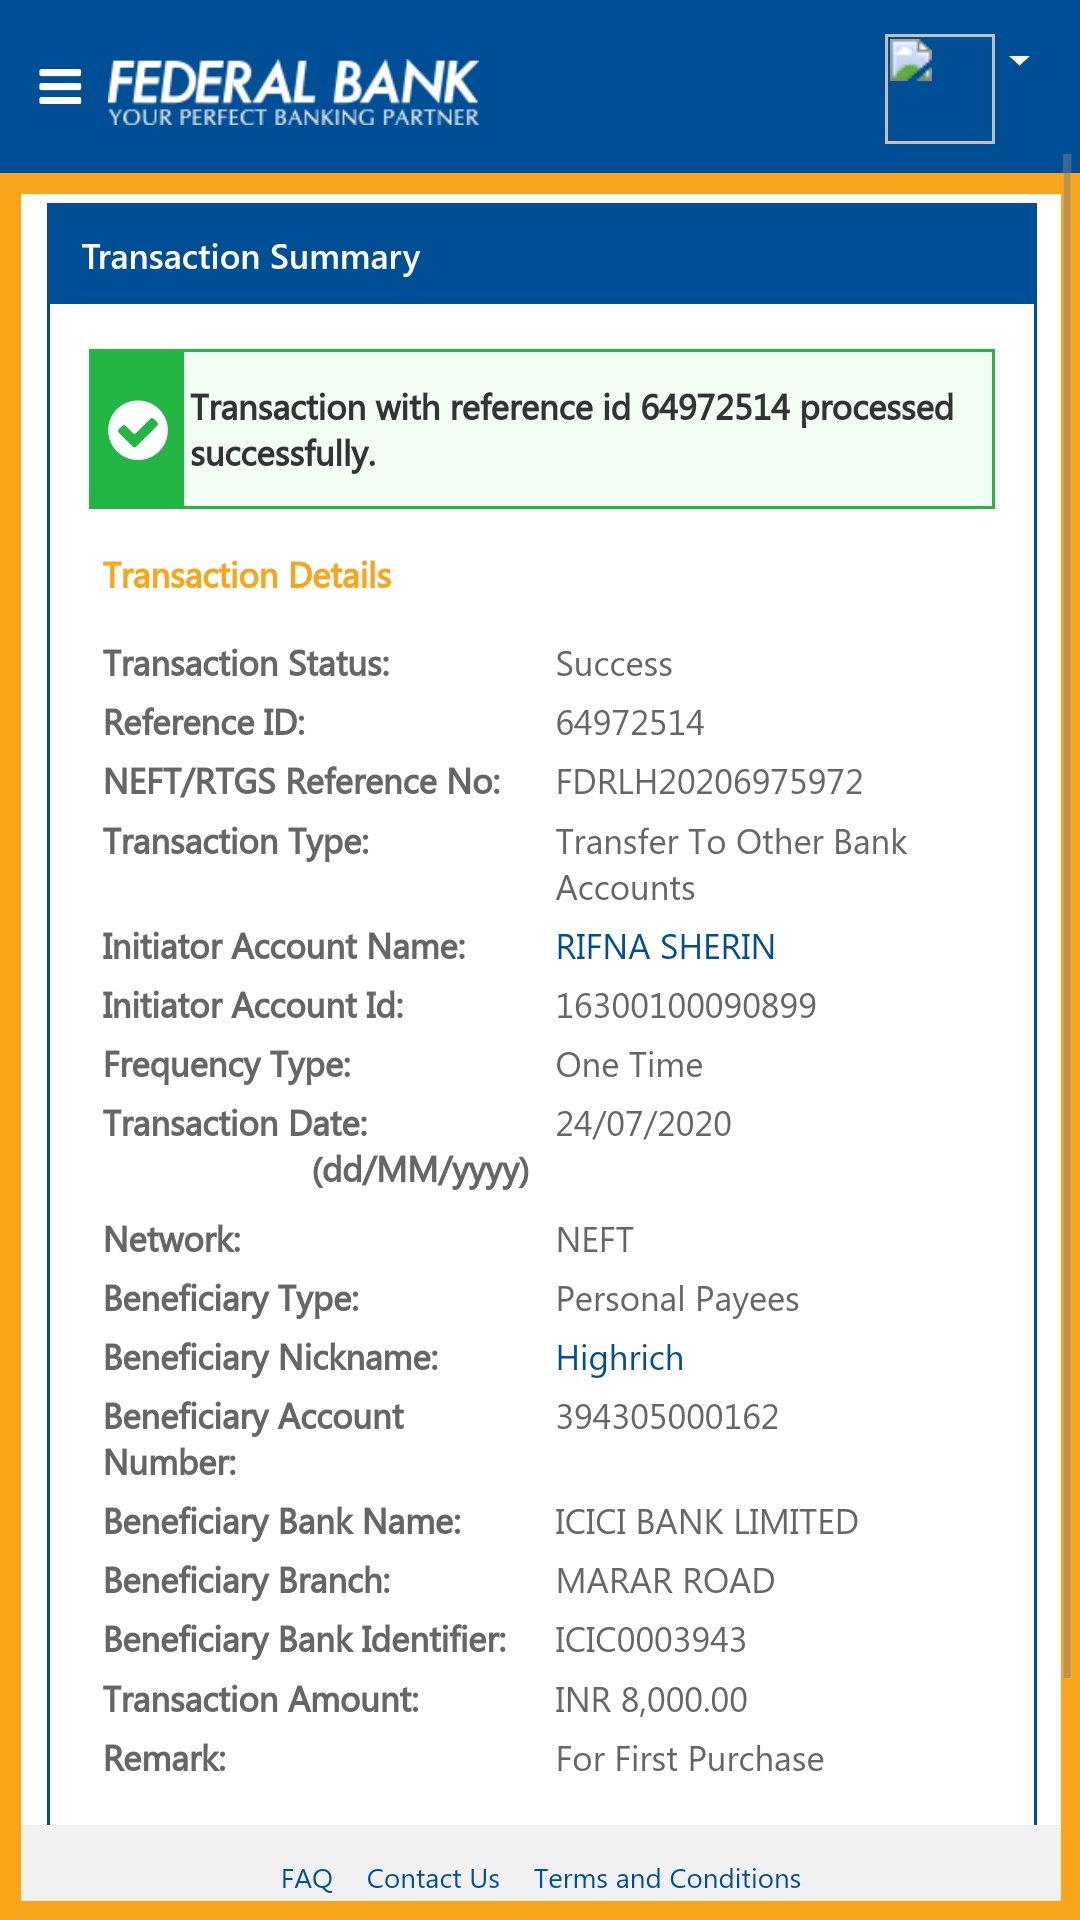 FEDERAL BANK
YOUR PERFECT BANKING PARTNER
Transaction Summary
Transaction with reference id 64972514 processed
successfully.
Transaction Details
Transaction Status: Success
Reference ID: 64972514
NEFT/RTGS Reference No: FDRLH20206975972
Transaction Type: Transfer To Other Bank
Accounts
Initiator Account Name: RIFNA SHERIN
Initiator Account Id: 16300100090899
Frequency Type: One Time
Transaction Date: 24/07/2020
(dd/MM/yyyy)
Network: NEFT
Beneficiary Type: Personal Payees
Beneficiary Nickname: Highrich
Beneficiary Account 394305000162
Number:
Beneficiary Bank Name: ICICI BANK LIMITED
Beneficiary Branch: MARAR ROAD
Beneficiary Bank Identifier: ICIC0003943
Transaction Amount: INR 8,000.00
Remark: For First Purchase
FAQ Contact Us Terms and Conditions